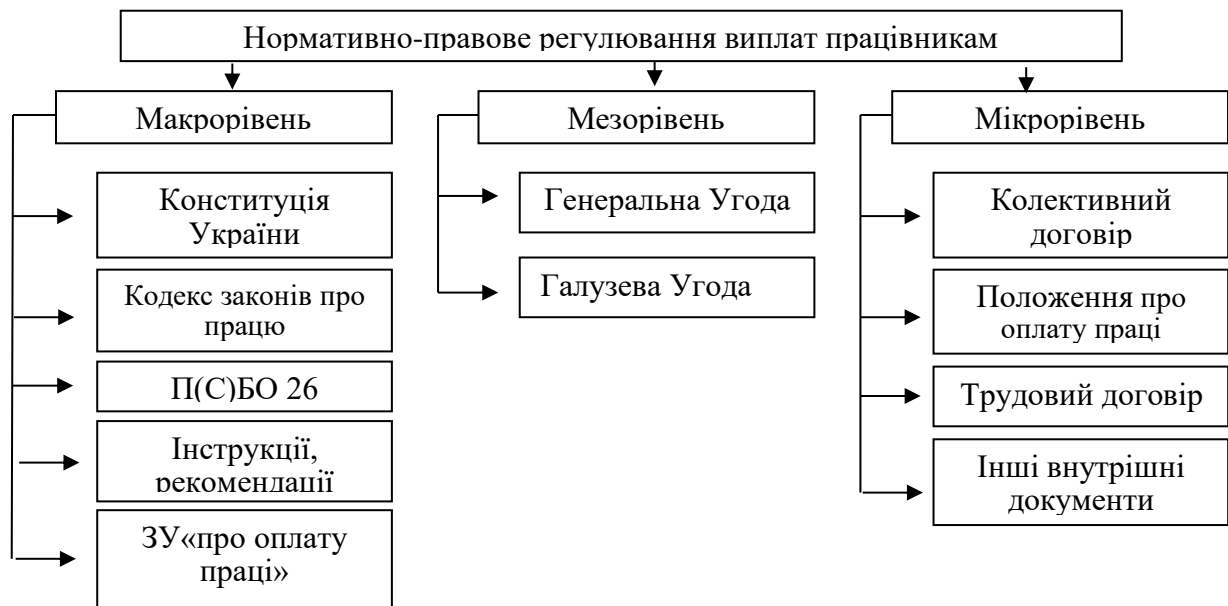 Нормативно-правове регулювання виплат працівникам
Макрорівень
Конституція
України
Кодекс законів про
працю
П(С)БО 26
Інструкції,
рекомендації
ЗУ«про оплату
праці»
Мезорівень
Генеральна Угода
Галузева Угода
Мікрорівень
Колективний
договір
Положення про
оплату праці
Трудовий договір
Інші внутрішні
документи